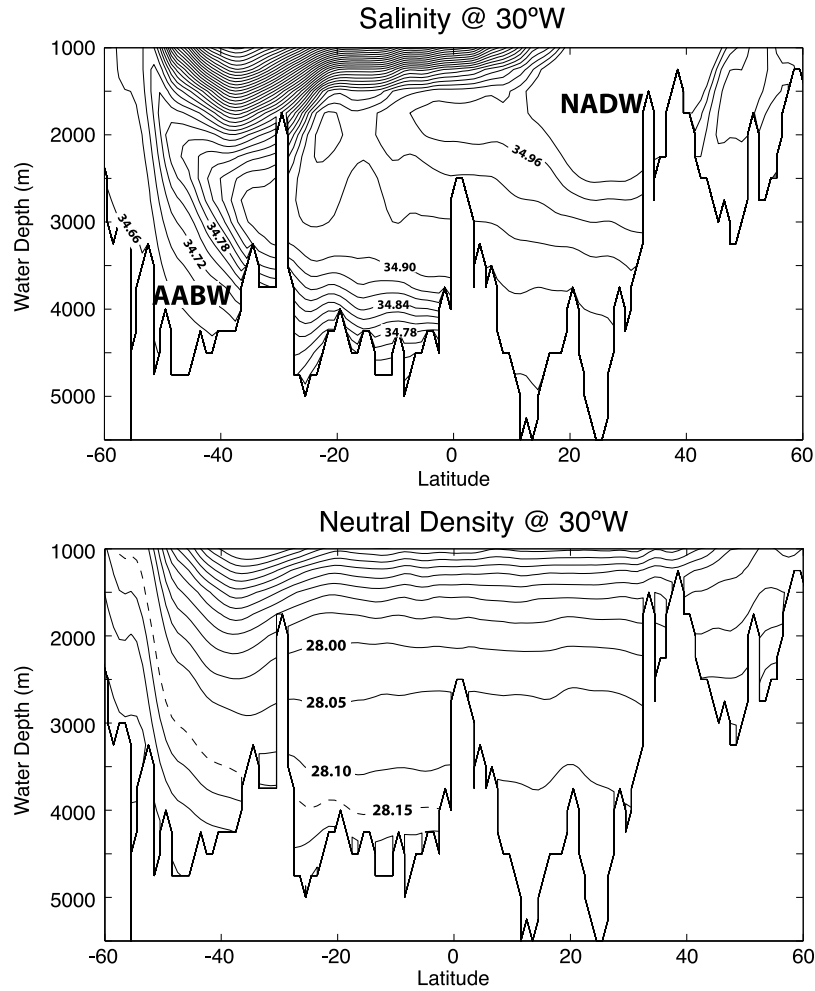 Salinity @ 30ºW
1000
2000
3000
4000
5000
Water Depth (m)
NADW
34.96
34.66
34.78
34.72
34.90
AABW
34.84
34.78
-60 -40 -20 0 20 40 60
Latitude
Neutral Density @ 30ºW
1000
2000
3000
4000
5000
Water Depth (m)
28.00
28.05
28.10
28.15
-60 -40 -20 0 20 40 60
Latitude